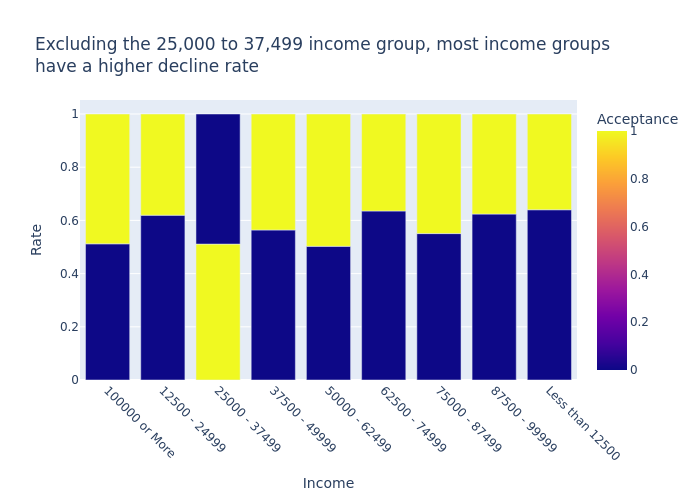 Excluding the 25,000 to 37,499 income group, most income groups
have a higher decline rate
Acceptance
1
0.8
0.6
0.4
0.2
0
Rate
1
0.8
0.6
0.4
0.2
0
100000 or More
12500 - 24999
25000 - 37499
37500 - 49999
50000 - 62499
62500 - 74999
75000 - 87499
87500 - 99999
Less than 12500
Income